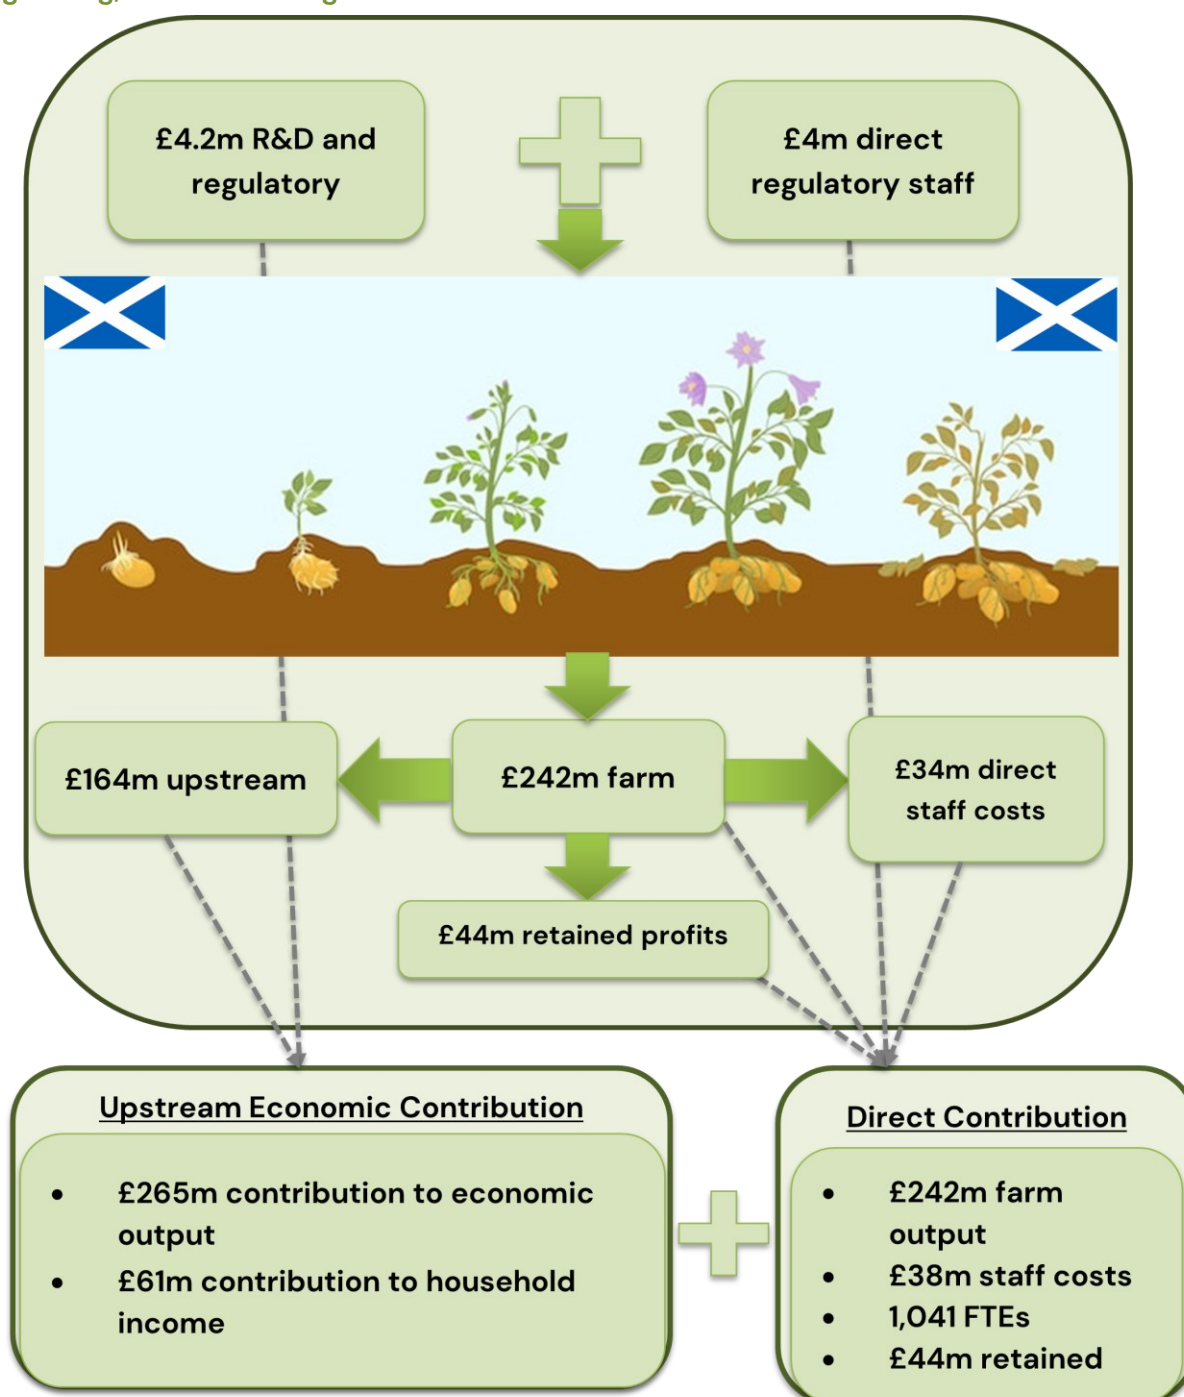 £4.2m R&D and
regulatory
£4m direct
regulatory staff
£164m upstream
£242m farm
£34m direct
staff costs
£44m retained profits
Upstream Economic Contribution
• £265m contribution to economic
output
• £61m contribution to household
income
Direct Contribution
• £242m farm
output
• £38m staff costs
• 1,041 FTEs
• £44m retained